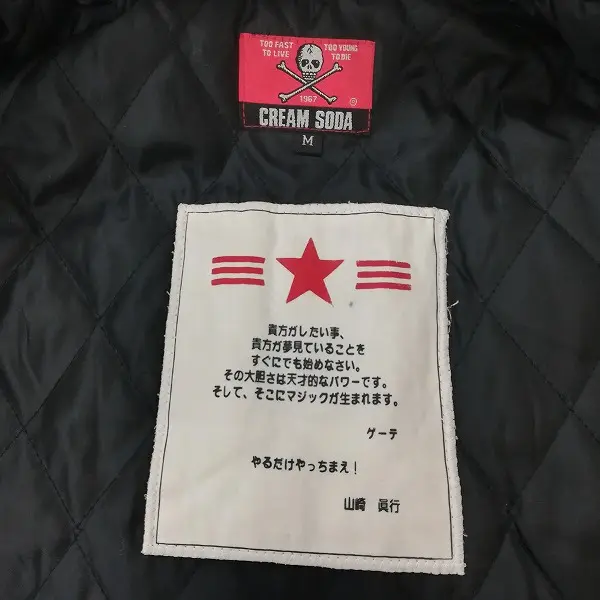 TOO FAST TO LIVE
TOO YOUNG TO DIE
1967
©
CREAM SODA
M
貴方がしたい事、
貴方が夢見ていることを
すぐにでも始めなさい。
その大胆さは天才的なパワーです。
そして、そこにマジックが生まれます。
ゲーテ
やるだけやっちまえ!
山崎 眞行